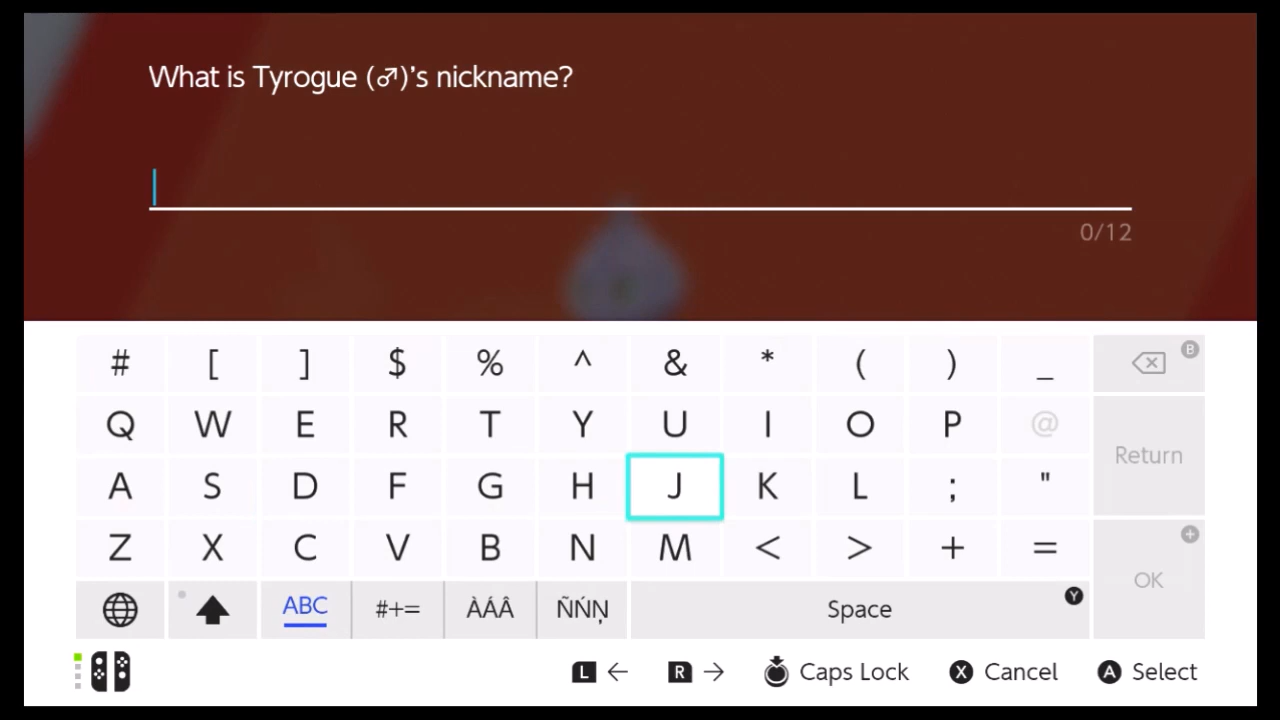 What is Tyrogue (♂)'s nickname?
0/12
# [ ] $ % ^ & * ( ) _ B
Q W E R T Y U I O P @ Return
A S D F G H J K L ; "
Z X C V B N M < > + = OK
ABC #+= ÀÁÂ ÑŃŅ Space Y
L ← R → Caps Lock X Cancel A Select